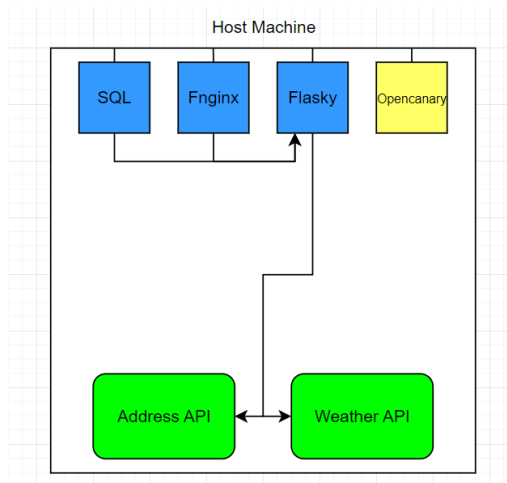 Host Machine
SQL
Fnginx
Flasky
Opencanary
Address API
Weather API